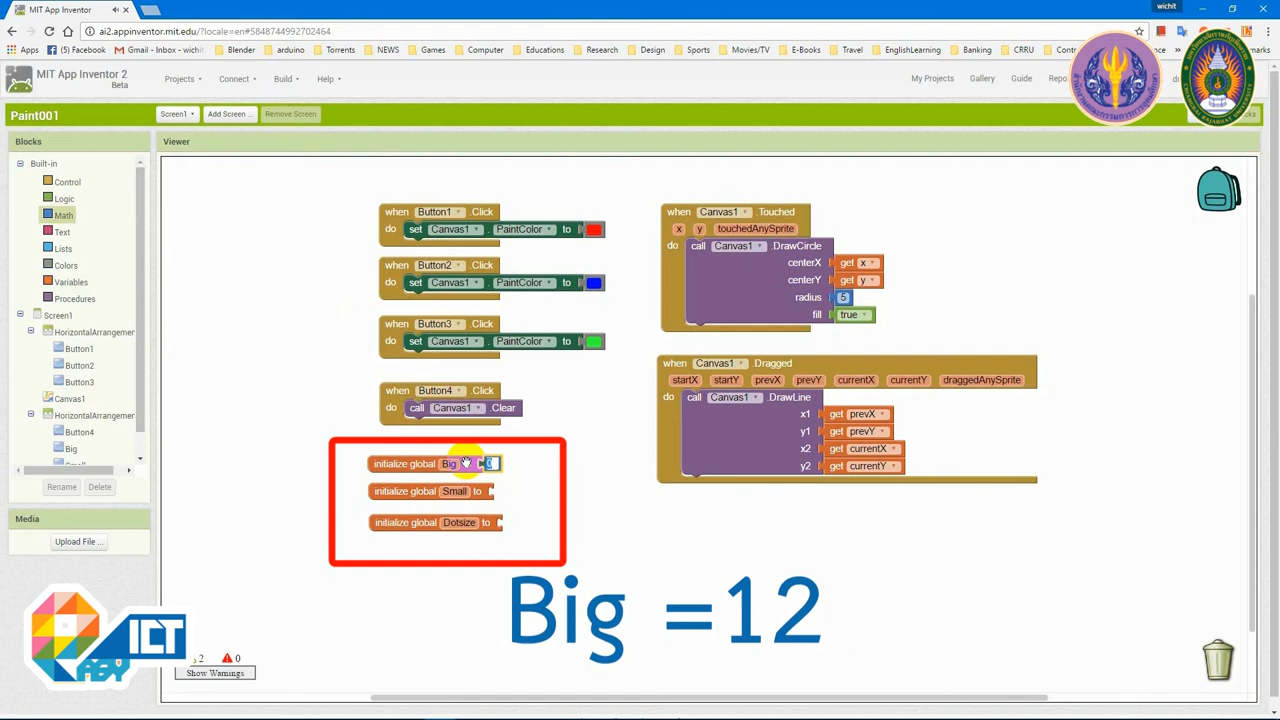 MIT App Inventor
wichit
ai2.appinventor.mit.edu/?locale=en#5848744992702464
Apps (5) Facebook Gmail - Inbox - wichit Blender arduino Torrents NEWS Games Computer Educations Research Design Sports Movies/TV E-Books Travel EnglishLearning Banking CRRU
MIT App Inventor 2
Beta
Projects Connect Build Help My Projects Gallery Guide
Paint001 Screen1 Add Screen ... Remove Screen
Blocks Viewer
Built-in
Control
Logic
Math
Text
Lists
Colors
Variables
Procedures
Screen1
HorizontalArrangeme
Button1
Button2
Button3
Canvas1
HorizontalArrangeme
Button4
Big
Rename Delete
Media
Upload File ...
when Button1 .Click
do set Canvas1 . PaintColor to
when Button2 .Click
do set Canvas1 . PaintColor to
when Button3 .Click
do set Canvas1 . PaintColor to
when Button4 .Click
do call Canvas1 .Clear
initialize global Big
initialize global Small to
initialize global Dotsize to
when Canvas1 .Touched
x y touchedAnySprite
do call Canvas1 .DrawCircle
centerX get x
centerY get y
radius 5
fill true
when Canvas1 .Dragged
startX startY prevX prevY currentX currentY draggedAnySprite
do call Canvas1 .DrawLine
x1 get prevX
y1 get prevY
x2 get currentX
y2 get currentY
Big =12
ICT
2 0
Show Warnings